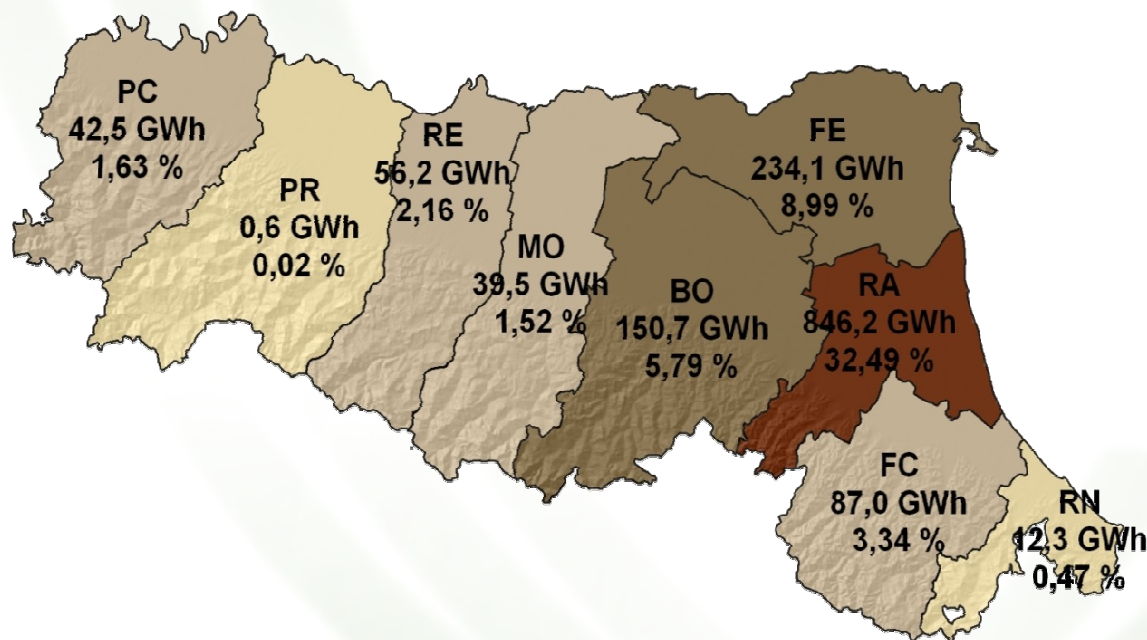 PC
42,5 GWh
1,63 %
PR
0,6 GWh
0,02 %
RE
56,2 GWh
2,16 %
MO
39,5 GWh
1,52 %
BO
150,7 GWh
5,79 %
FE
234,1 GWh
8,99 %
RA
846,2 GWh
32,49 %
FC
87,0 GWh
3,34 %
RN
12,3 GWh
0,47 %